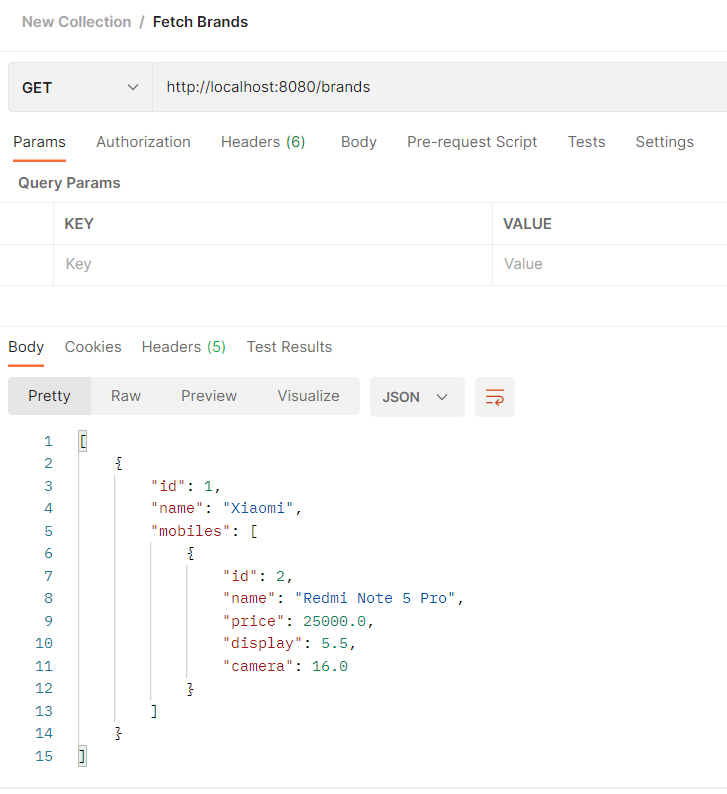 New Collection / Fetch Brands
GET http://localhost:8080/brands
Params Authorization Headers (6) Body Pre-request Script Tests Settings
Query Params
KEY VALUE
Key Value
Body Cookies Headers (5) Test Results
Pretty Raw Preview Visualize JSON
1 [
2 {
3 "id": 1,
4 "name": "Xiaomi",
5 "mobiles": [
6 {
7 "id": 2,
8 "name": "Redmi Note 5 Pro",
9 "price": 25000.0,
10 "display": 5.5,
11 "camera": 16.0
12 }
13 ]
14 }
15 ]